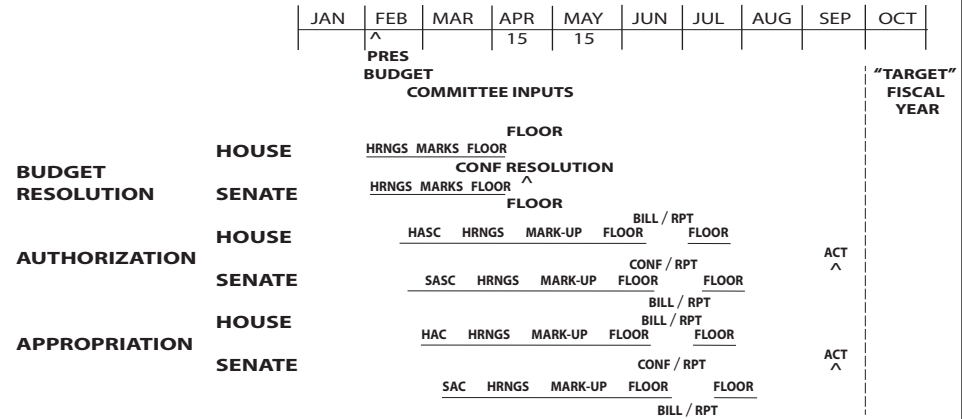 JAN FEB MAR APR MAY JUN JUL AUG SEP OCT
^ 15 15
PRES
BUDGET
COMMITTEE INPUTS
"TARGET"
FISCAL
YEAR
FLOOR
HOUSE HRNGS MARKS FLOOR
BUDGET
RESOLUTION
CONF RESOLUTION
^
SENATE HRNGS MARKS FLOOR
FLOOR
BILL / RPT
HOUSE HASC HRNGS MARK-UP FLOOR FLOOR
AUTHORIZATION
ACT
^
CONF / RPT
SENATE SASC HRNGS MARK-UP FLOOR FLOOR
BILL / RPT
HOUSE
BILL / RPT
HAC HRNGS MARK-UP FLOOR FLOOR
APPROPRIATION
ACT
^
SENATE
CONF / RPT
SAC HRNGS MARK-UP FLOOR FLOOR
BILL / RPT